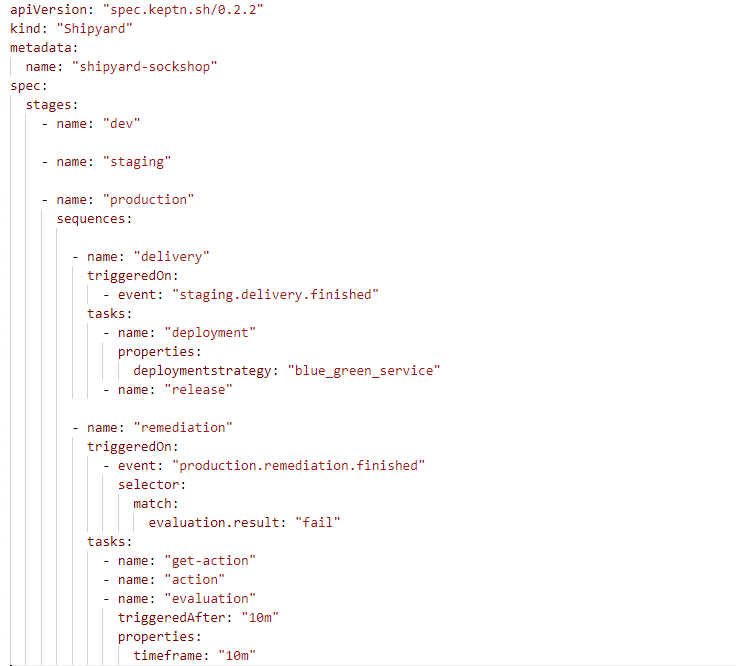 apiVersion: "spec.keptn.sh/0.2.2"
kind: "Shipyard"
metadata:
  name: "shipyard-sockshop"
spec:
  stages:
    - name: "dev"

    - name: "staging"

    - name: "production"
      sequences:

        - name: "delivery"
          triggeredOn:
            - event: "staging.delivery.finished"
          tasks:
            - name: "deployment"
              properties:
                deploymentstrategy: "blue_green_service"
            - name: "release"

        - name: "remediation"
          triggeredOn:
            - event: "production.remediation.finished"
              selector:
                match:
                  evaluation.result: "fail"
          tasks:
            - name: "get-action"
            - name: "action"
            - name: "evaluation"
              triggeredAfter: "10m"
              properties:
                timeframe: "10m"